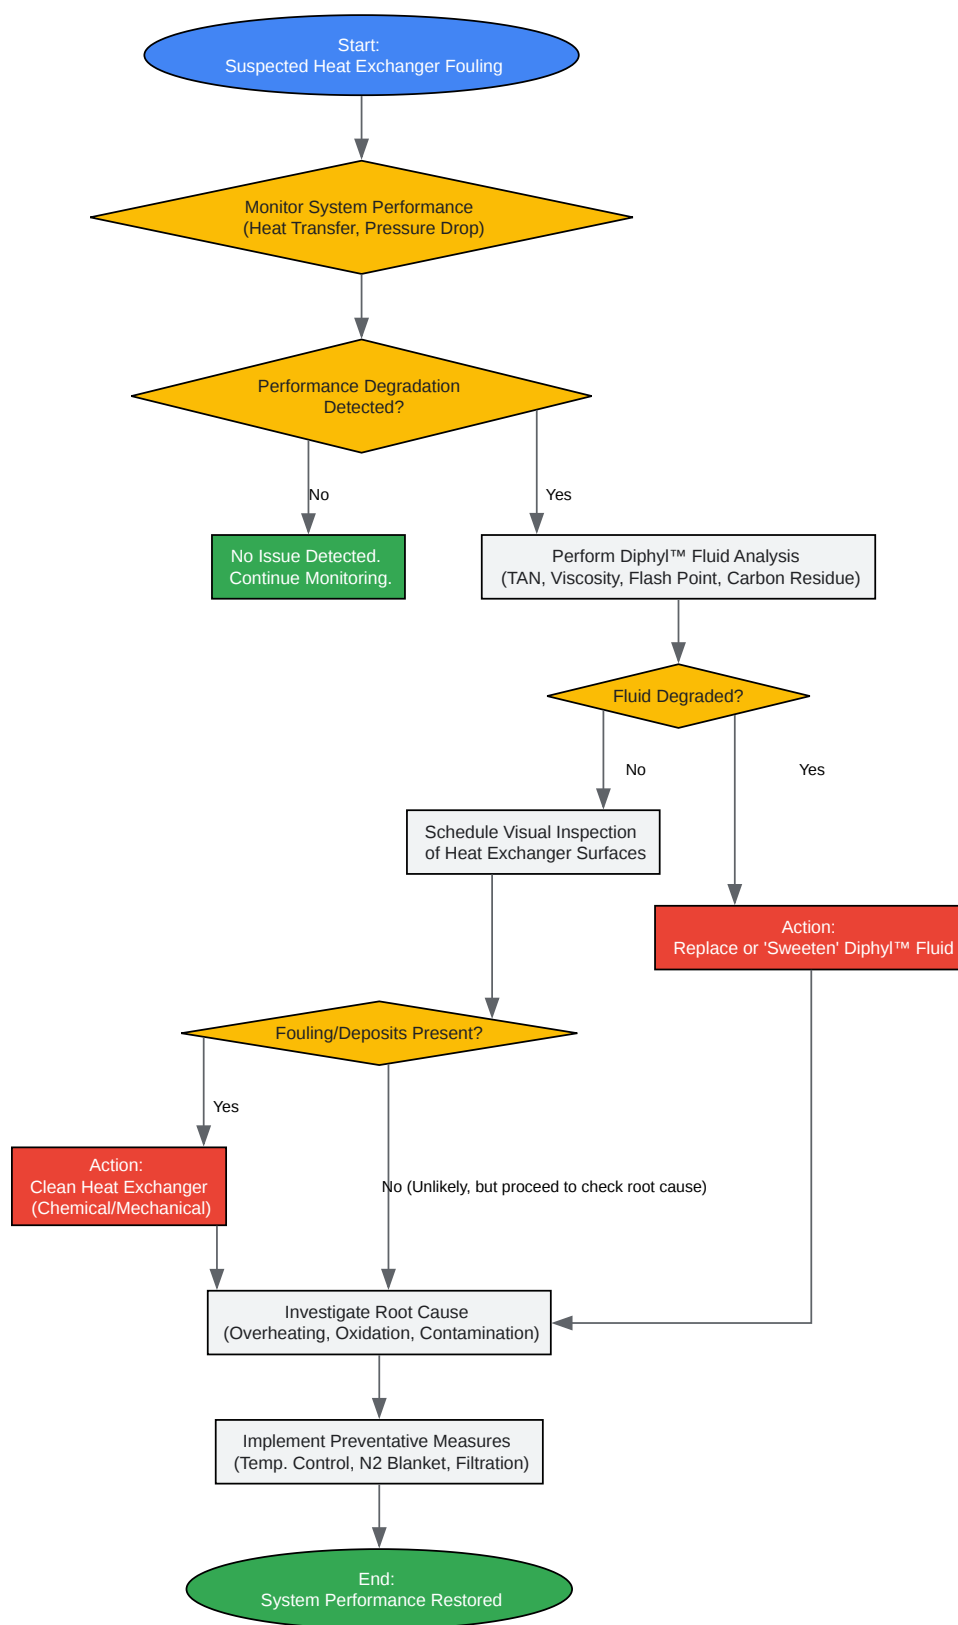 Start:
Suspected Heat Exchanger Fouling
Monitor System Performance
(Heat Transfer, Pressure Drop)
Performance Degradation
Detected?
No
Yes
No Issue Detected.
Continue Monitoring.
Perform Diphyl™ Fluid Analysis
(TAN, Viscosity, Flash Point, Carbon Residue)
Fluid Degraded?
No
Yes
Schedule Visual Inspection
of Heat Exchanger Surfaces
Action:
Replace or 'Sweeten' Diphyl™ Fluid
Fouling/Deposits Present?
Yes
Action:
Clean Heat Exchanger
(Chemical/Mechanical)
No (Unlikely, but proceed to check root cause)
Investigate Root Cause
(Overheating, Oxidation, Contamination)
Implement Preventative Measures
(Temp. Control, N2 Blanket, Filtration)
End:
System Performance Restored